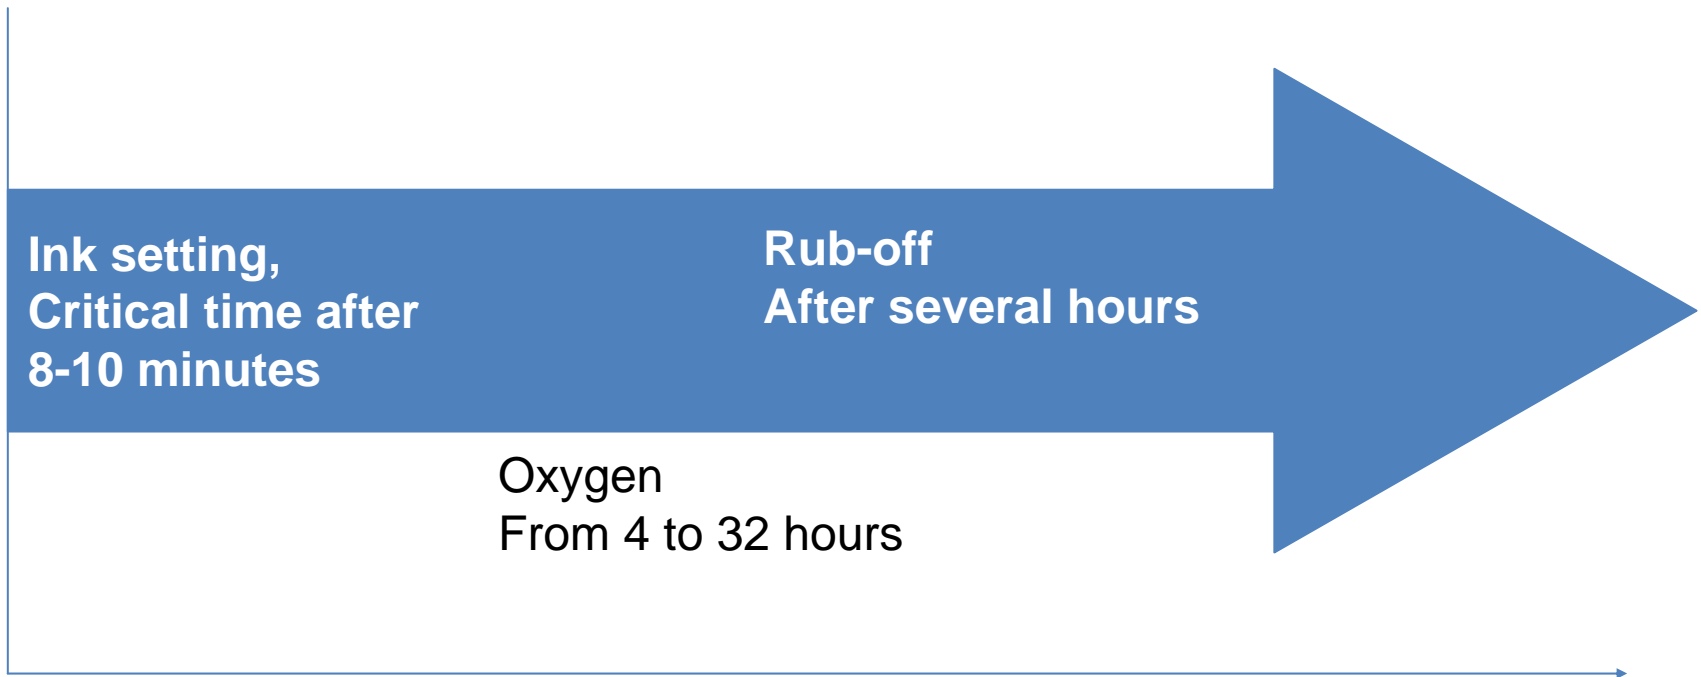 Ink setting,
Critical time after
8-10 minutes
Rub-off
After several hours
Oxygen
From 4 to 32 hours